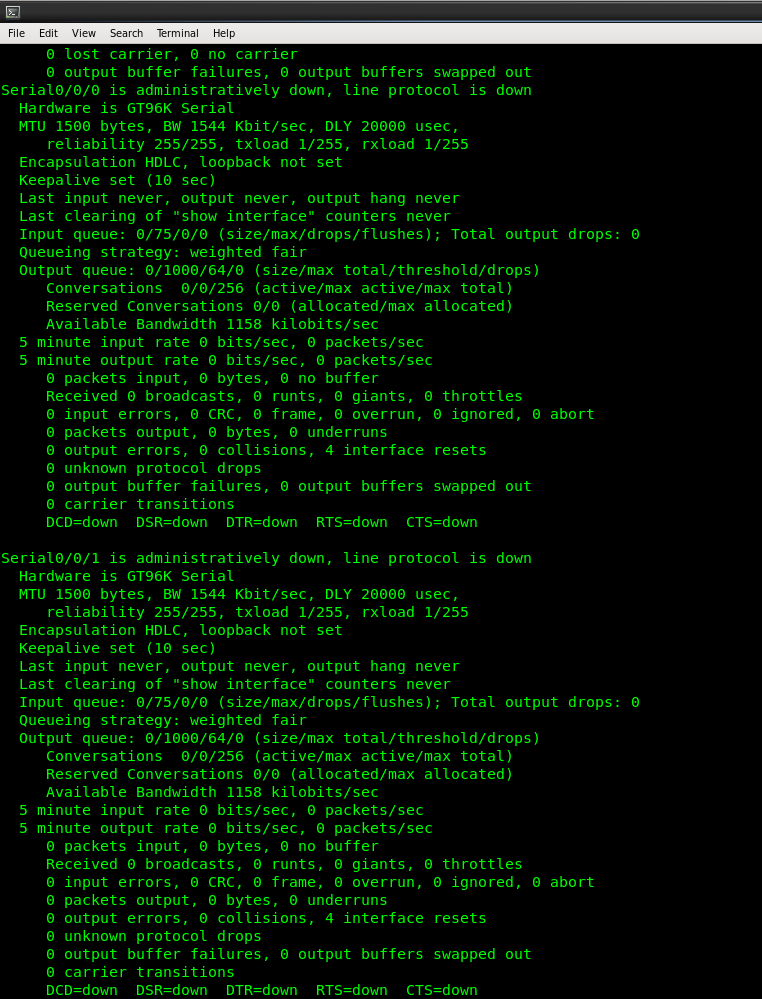 File Edit View Search Terminal Help
0 lost carrier, 0 no carrier
0 output buffer failures, 0 output buffers swapped out
Serial0/0/0 is administratively down, line protocol is down
Hardware is GT96K Serial
MTU 1500 bytes, BW 1544 Kbit/sec, DLY 20000 usec,
reliability 255/255, txload 1/255, rxload 1/255
Encapsulation HDLC, loopback not set
Keepalive set (10 sec)
Last input never, output never, output hang never
Last clearing of "show interface" counters never
Input queue: 0/75/0/0 (size/max/drops/flushes); Total output drops: 0
Queueing strategy: weighted fair
Output queue: 0/1000/64/0 (size/max total/threshold/drops)
Conversations  0/0/256 (active/max active/max total)
Reserved Conversations 0/0 (allocated/max allocated)
Available Bandwidth 1158 kilobits/sec
5 minute input rate 0 bits/sec, 0 packets/sec
5 minute output rate 0 bits/sec, 0 packets/sec
0 packets input, 0 bytes, 0 no buffer
Received 0 broadcasts, 0 runts, 0 giants, 0 throttles
0 input errors, 0 CRC, 0 frame, 0 overrun, 0 ignored, 0 abort
0 packets output, 0 bytes, 0 underruns
0 output errors, 0 collisions, 4 interface resets
0 unknown protocol drops
0 output buffer failures, 0 output buffers swapped out
0 carrier transitions
DCD=down  DSR=down  DTR=down  RTS=down  CTS=down
Serial0/0/1 is administratively down, line protocol is down
Hardware is GT96K Serial
MTU 1500 bytes, BW 1544 Kbit/sec, DLY 20000 usec,
reliability 255/255, txload 1/255, rxload 1/255
Encapsulation HDLC, loopback not set
Keepalive set (10 sec)
Last input never, output never, output hang never
Last clearing of "show interface" counters never
Input queue: 0/75/0/0 (size/max/drops/flushes); Total output drops: 0
Queueing strategy: weighted fair
Output queue: 0/1000/64/0 (size/max total/threshold/drops)
Conversations  0/0/256 (active/max active/max total)
Reserved Conversations 0/0 (allocated/max allocated)
Available Bandwidth 1158 kilobits/sec
5 minute input rate 0 bits/sec, 0 packets/sec
5 minute output rate 0 bits/sec, 0 packets/sec
0 packets input, 0 bytes, 0 no buffer
Received 0 broadcasts, 0 runts, 0 giants, 0 throttles
0 input errors, 0 CRC, 0 frame, 0 overrun, 0 ignored, 0 abort
0 packets output, 0 bytes, 0 underruns
0 output errors, 0 collisions, 4 interface resets
0 unknown protocol drops
0 output buffer failures, 0 output buffers swapped out
0 carrier transitions
DCD=down  DSR=down  DTR=down  RTS=down  CTS=down